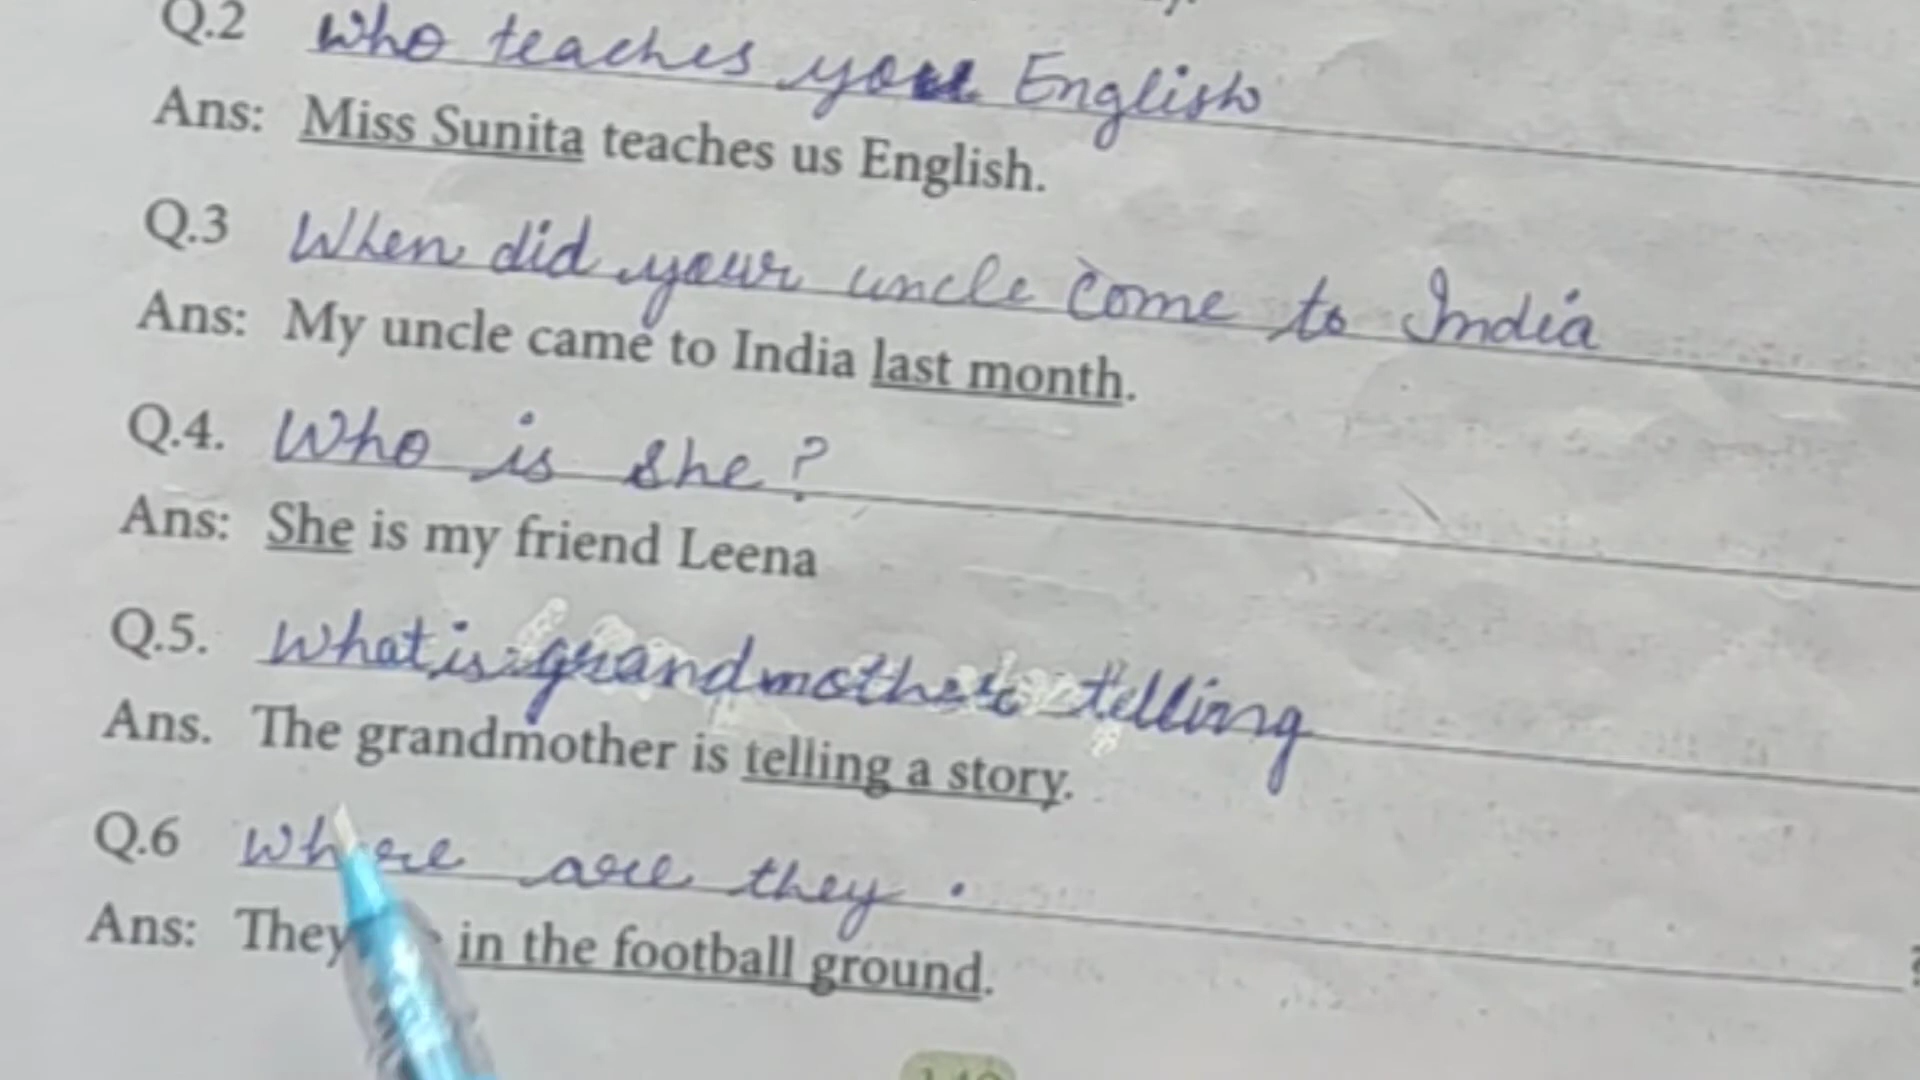 Q.2 Who teaches you English
Ans: Miss Sunita teaches us English.
Q.3 When did your uncle come to India
Ans: My uncle came to India last month.
Q.4. Who is she?
Ans: She is my friend Leena
Q.5. What is grandmother telling
Ans. The grandmother is telling a story.
Q.6 Where are they .
Ans: They in the football ground.